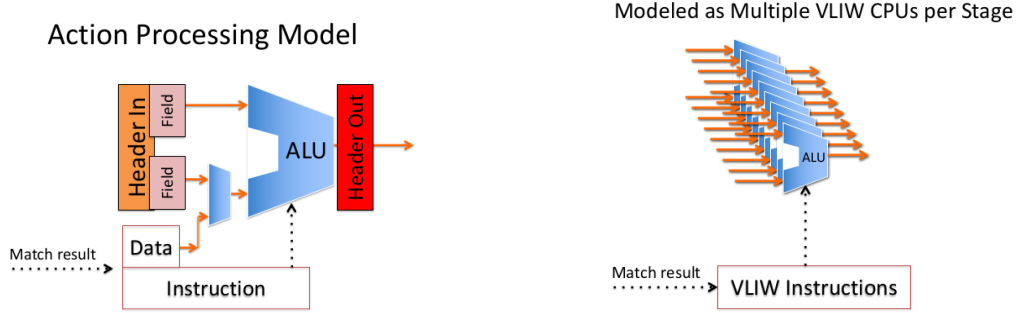 Action Processing Model
Header In
Field
Field
ALU
Header Out
Match result
Data
Instruction
Modeled as Multiple VLIW CPUs per Stage
ALU
Match result
VLIW Instructions